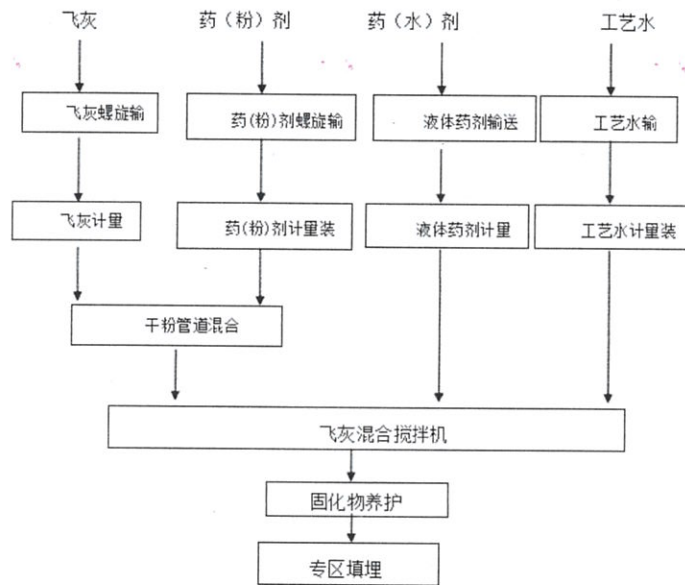 飞灰
药（粉）剂
药（水）剂
工艺水
飞灰螺旋输
药(粉)剂螺旋输
液体药剂输送
工艺水输
飞灰计量
药(粉)剂计量装
液体药剂计量
工艺水计量装
干粉管道混合
飞灰混合搅拌机
固化物养护
专区填埋